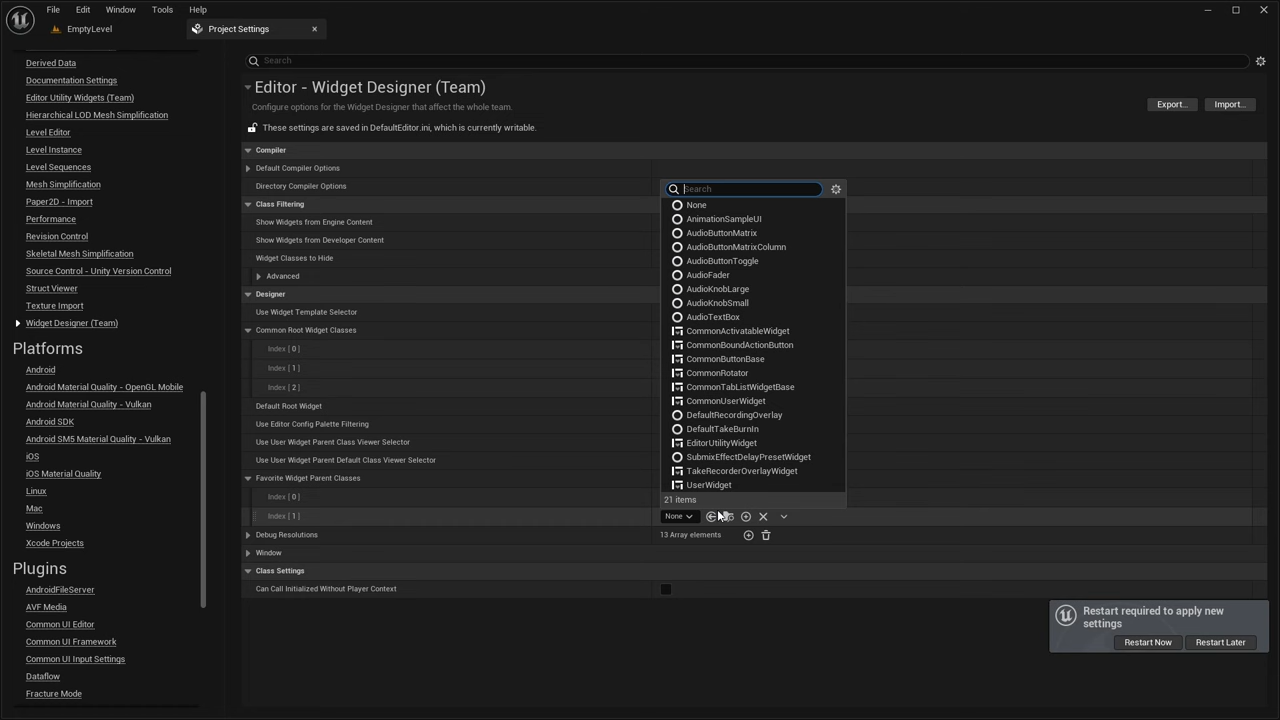 File Edit Window Tools Help
EmptyLevel
Project Settings
Derived Data
Documentation Settings
Editor Utility Widgets (Team)
Hierarchical LOD Mesh Simplification
Level Editor
Level Instance
Level Sequences
Mesh Simplification
Paper2D - Import
Performance
Revision Control
Skeletal Mesh Simplification
Source Control - Unity Version Control
Struct Viewer
Texture Import
Widget Designer (Team)
Platforms
Android
Android Material Quality - OpenGL Mobile
Android Material Quality - Vulkan
Android SDK
Android SM5 Material Quality - Vulkan
iOS
iOS Material Quality
Linux
Mac
Windows
Xcode Projects
Plugins
AndroidFileServer
AVF Media
Common UI Editor
Common UI Framework
Common UI Input Settings
Dataflow
Fracture Mode
Search
Editor - Widget Designer (Team)
Configure options for the Widget Designer that affect the whole team.
Export...
Import...
These settings are saved in DefaultEditor.ini, which is currently writable.
Compiler
Default Compiler Options
Directory Compiler Options
Class Filtering
Show Widgets from Engine Content
Show Widgets from Developer Content
Widget Classes to Hide
Advanced
Designer
Use Widget Template Selector
Common Root Widget Classes
Index [ 0 ]
Index [ 1 ]
Index [ 2 ]
Default Root Widget
Use Editor Config Palette Filtering
Use User Widget Parent Class Viewer Selector
Use User Widget Parent Default Class Viewer Selector
Favorite Widget Parent Classes
Index [ 0 ]
Index [ 1 ]
None
Debug Resolutions
13 Array elements
Window
Class Settings
Can Call Initialized Without Player Context
Search
None
AnimationSampleUI
AudioButtonMatrix
AudioButtonMatrixColumn
AudioButtonToggle
AudioFader
AudioKnobLarge
AudioKnobSmall
AudioTextBox
CommonActivatableWidget
CommonBoundActionButton
CommonButtonBase
CommonRotator
CommonTabListWidgetBase
CommonUserWidget
DefaultRecordingOverlay
DefaultTakeBurnIn
EditorUtilityWidget
SubmixEffectDelayPresetWidget
TakeRecorderOverlayWidget
UserWidget
21 items
Restart required to apply new
settings
Restart Now
Restart Later